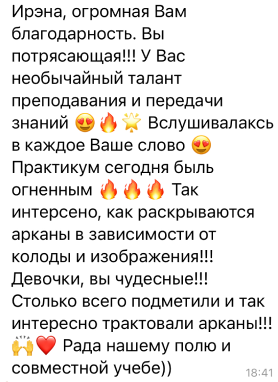 Ирэна, огромная Вам
благодарность. Вы
потрясающая!!! У Вас
необычайный талант
преподавания и передачи
знаний 😍🔥🌟 Вслушивалаксь
в каждое Ваше слово 😍
Практикум сегодня быль
огненным 🔥🔥🔥 Так
интерсено, как раскрываются
арканы в зависимости от
колоды и изображения!!!
Девочки, вы чудесные!!!
Столько всего подметили и так
интересно трактовали арканы!!!
🙌❤️ Рада нашему полю и
совместной учебе))
18:41